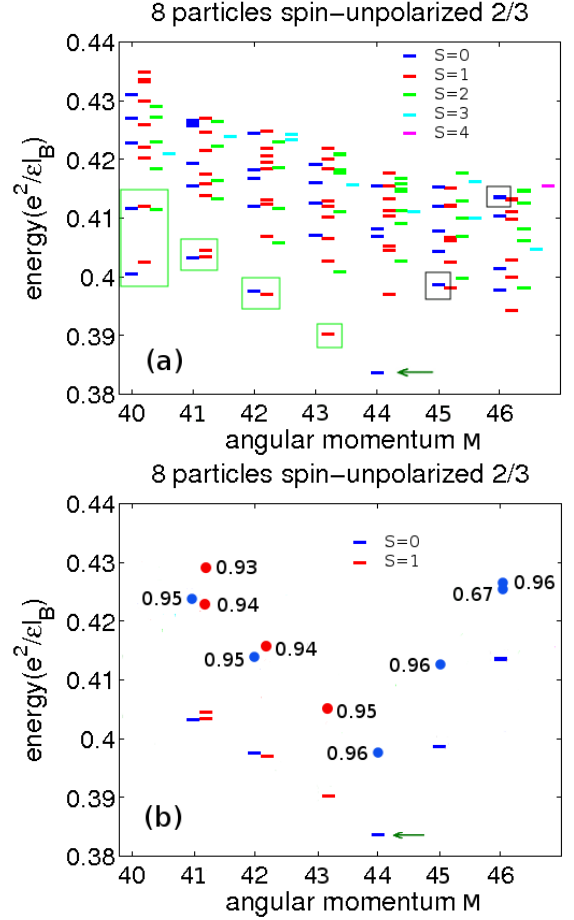 8 particles spin-unpolarized 2/3
0.44
0.43
0.42
0.41
0.4
0.39
0.38
energy(e²/ε l_B)
S=0
S=1
S=2
S=3
S=4
(a)
40 41 42 43 44 45 46
angular momentum M
8 particles spin-unpolarized 2/3
0.44
0.43
0.42
0.41
0.4
0.39
0.38
energy(e²/ε l_B)
S=0
S=1
0.93
0.95
0.94
0.96
0.67
0.95
0.94
0.96
0.95
0.96
(b)
40 41 42 43 44 45 46
angular momentum M